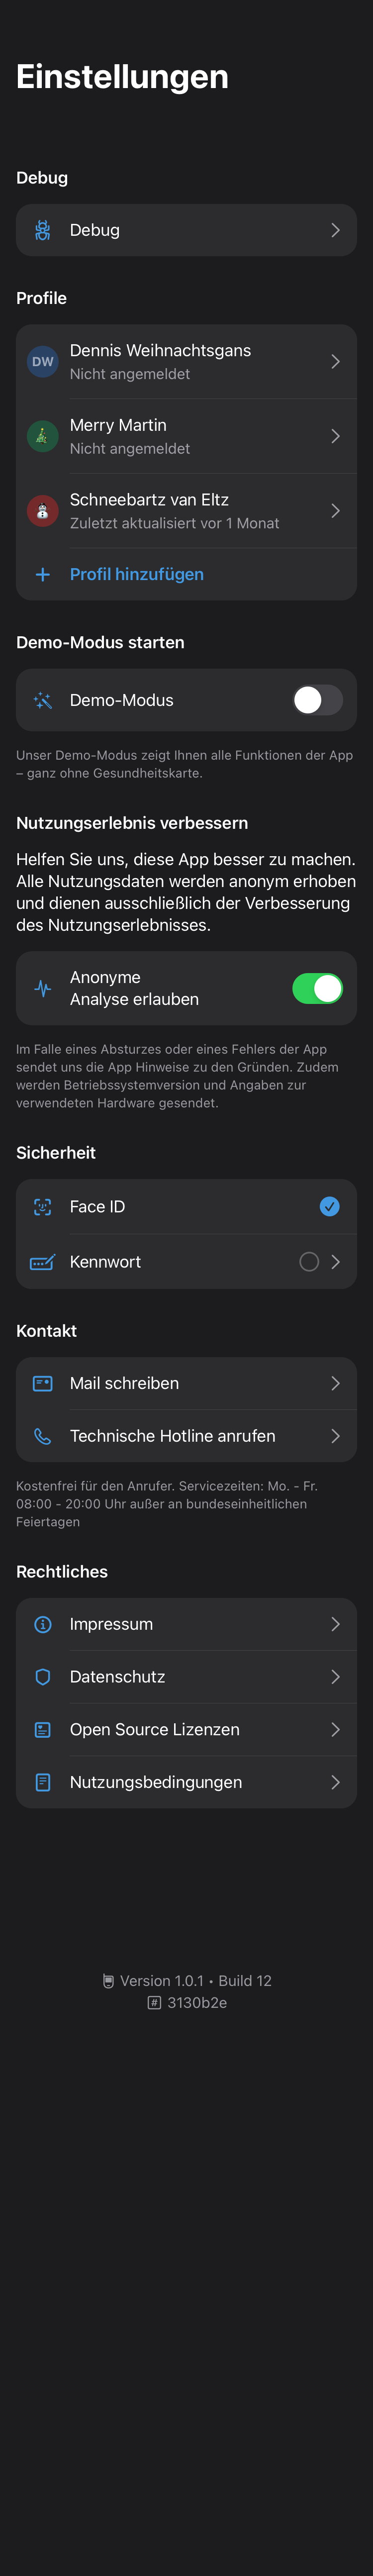 Einstellungen
Debug
Debug
Profile
DW
Dennis Weihnachtsgans
Nicht angemeldet
Merry Martin
Nicht angemeldet
Schneebartz van Eltz
Zuletzt aktualisiert vor 1 Monat
Profil hinzufügen
Demo-Modus starten
Demo-Modus
Unser Demo-Modus zeigt Ihnen alle Funktionen der App
– ganz ohne Gesundheitskarte.
Nutzungserlebnis verbessern
Helfen Sie uns, diese App besser zu machen.
Alle Nutzungsdaten werden anonym erhoben
und dienen ausschließlich der Verbesserung
des Nutzungserlebnisses.
Anonyme
Analyse erlauben
Im Falle eines Absturzes oder eines Fehlers der App
sendet uns die App Hinweise zu den Gründen. Zudem
werden Betriebssystemversion und Angaben zur
verwendeten Hardware gesendet.
Sicherheit
Face ID
Kennwort
Kontakt
Mail schreiben
Technische Hotline anrufen
Kostenfrei für den Anrufer. Servicezeiten: Mo. - Fr.
08:00 - 20:00 Uhr außer an bundeseinheitlichen
Feiertagen
Rechtliches
Impressum
Datenschutz
Open Source Lizenzen
Nutzungsbedingungen
Version 1.0.1 • Build 12
# 3130b2e